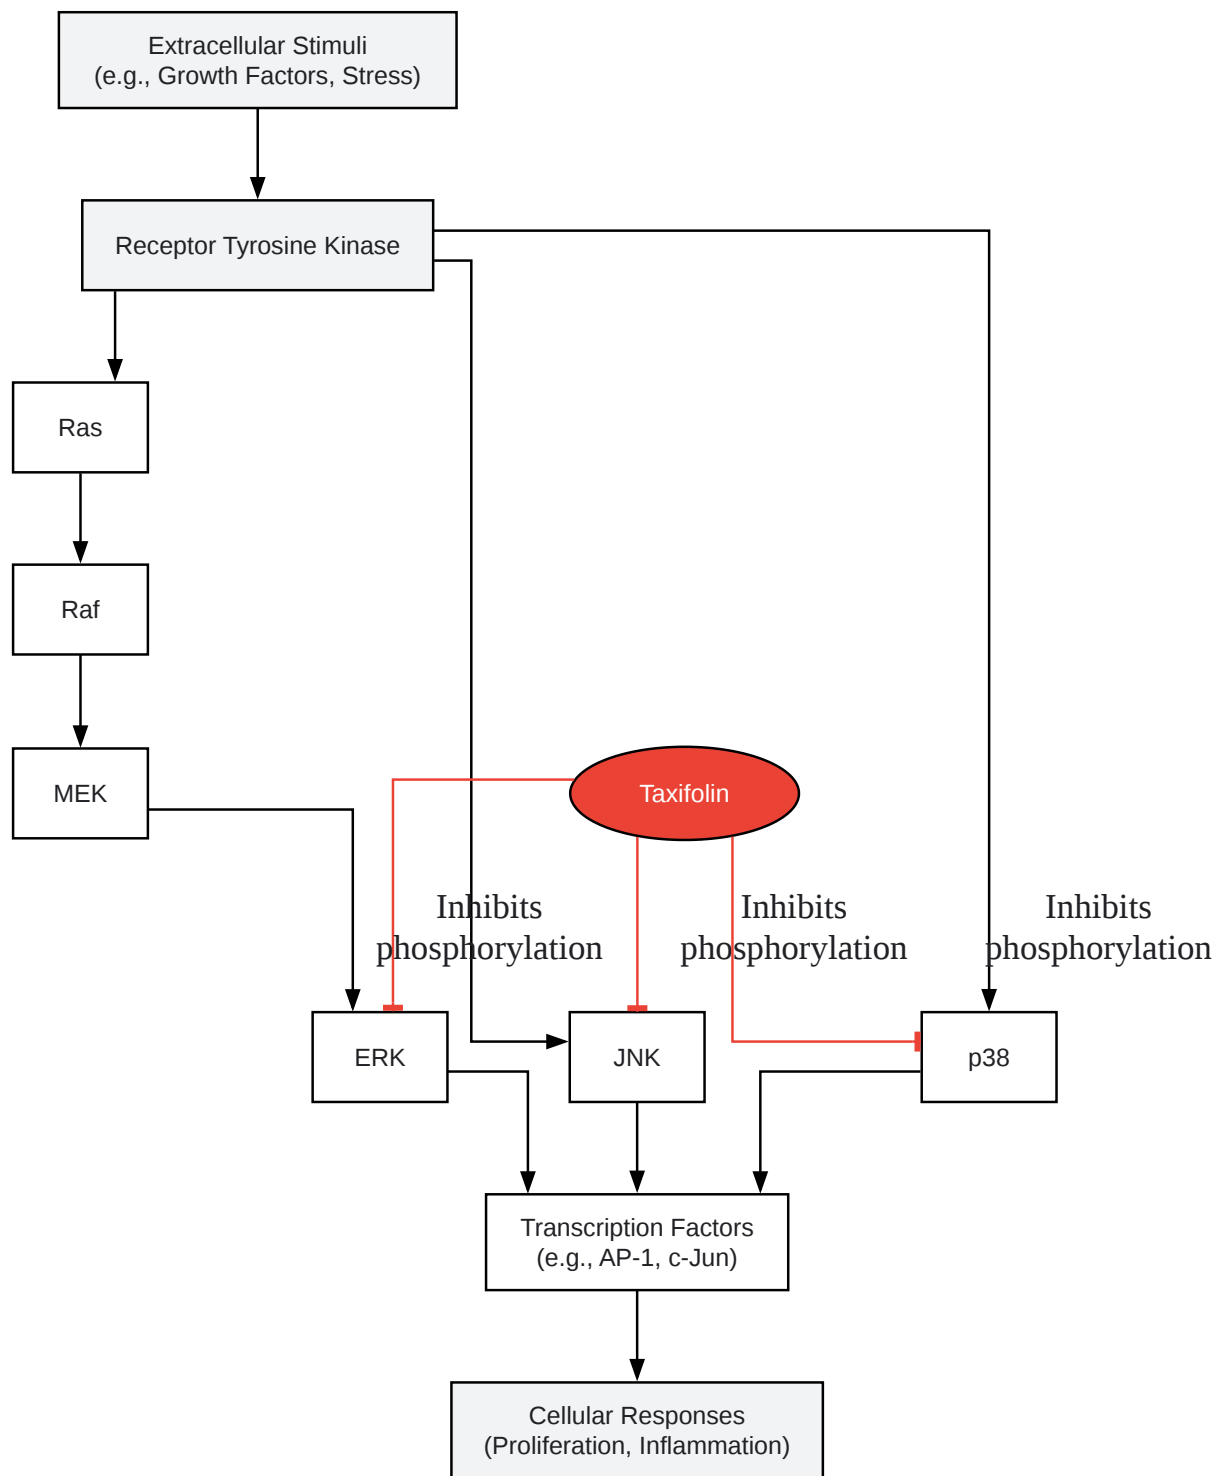 Extracellular Stimuli
(e.g., Growth Factors, Stress)
Receptor Tyrosine Kinase
Ras
Raf
MEK
Taxifolin
Inhibits
phosphorylation
Inhibits
phosphorylation
Inhibits
phosphorylation
ERK
JNK
p38
Transcription Factors
(e.g., AP-1, c-Jun)
Cellular Responses
(Proliferation, Inflammation)